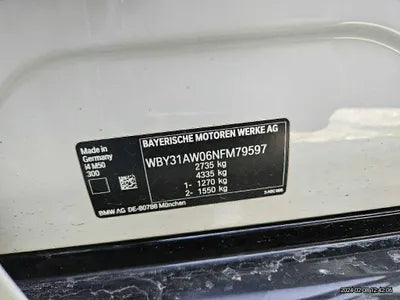 BAYERISCHE MOTOREN WERKE AG
Made in
Germany
i4 M50
300
WBY31AW06NFM79597
2735 kg
4335 kg
1- 1270 kg
2- 1550 kg
BMW AG DE-80788 München